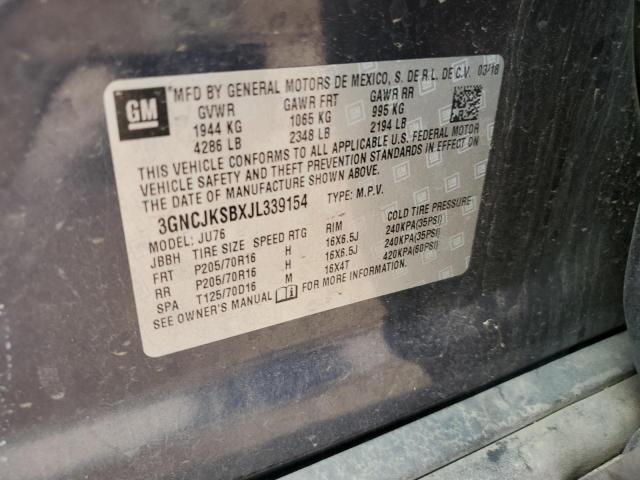 GM
*MFD BY GENERAL MOTORS DE MEXICO, S. DE R.L. DE C.V. 03/18
GVWR GAWR FRT GAWR RR
1944 KG 1065 KG 995 KG
4286 LB 2348 LB 2194 LB
THIS VEHICLE CONFORMS TO ALL APPLICABLE U.S. FEDERAL MOTOR
VEHICLE SAFETY AND THEFT PREVENTION STANDARDS IN EFFECT ON
THE DATE OF MANUFACTURE SHOWN ABOVE.
3GNCJKSBXJL339154 TYPE: M.P.V.
MODEL: JU76
JBBH TIRE SIZE SPEED RTG RIM COLD TIRE PRESSURE
FRT P205/70R16 H 16X6.5J 240KPA(35PSI)
RR P205/70R16 H 16X6.5J 240KPA(35PSI)
SPA T125/70D16 M 16X4T 420KPA(60PSI)
SEE OWNER'S MANUAL FOR MORE INFORMATION.